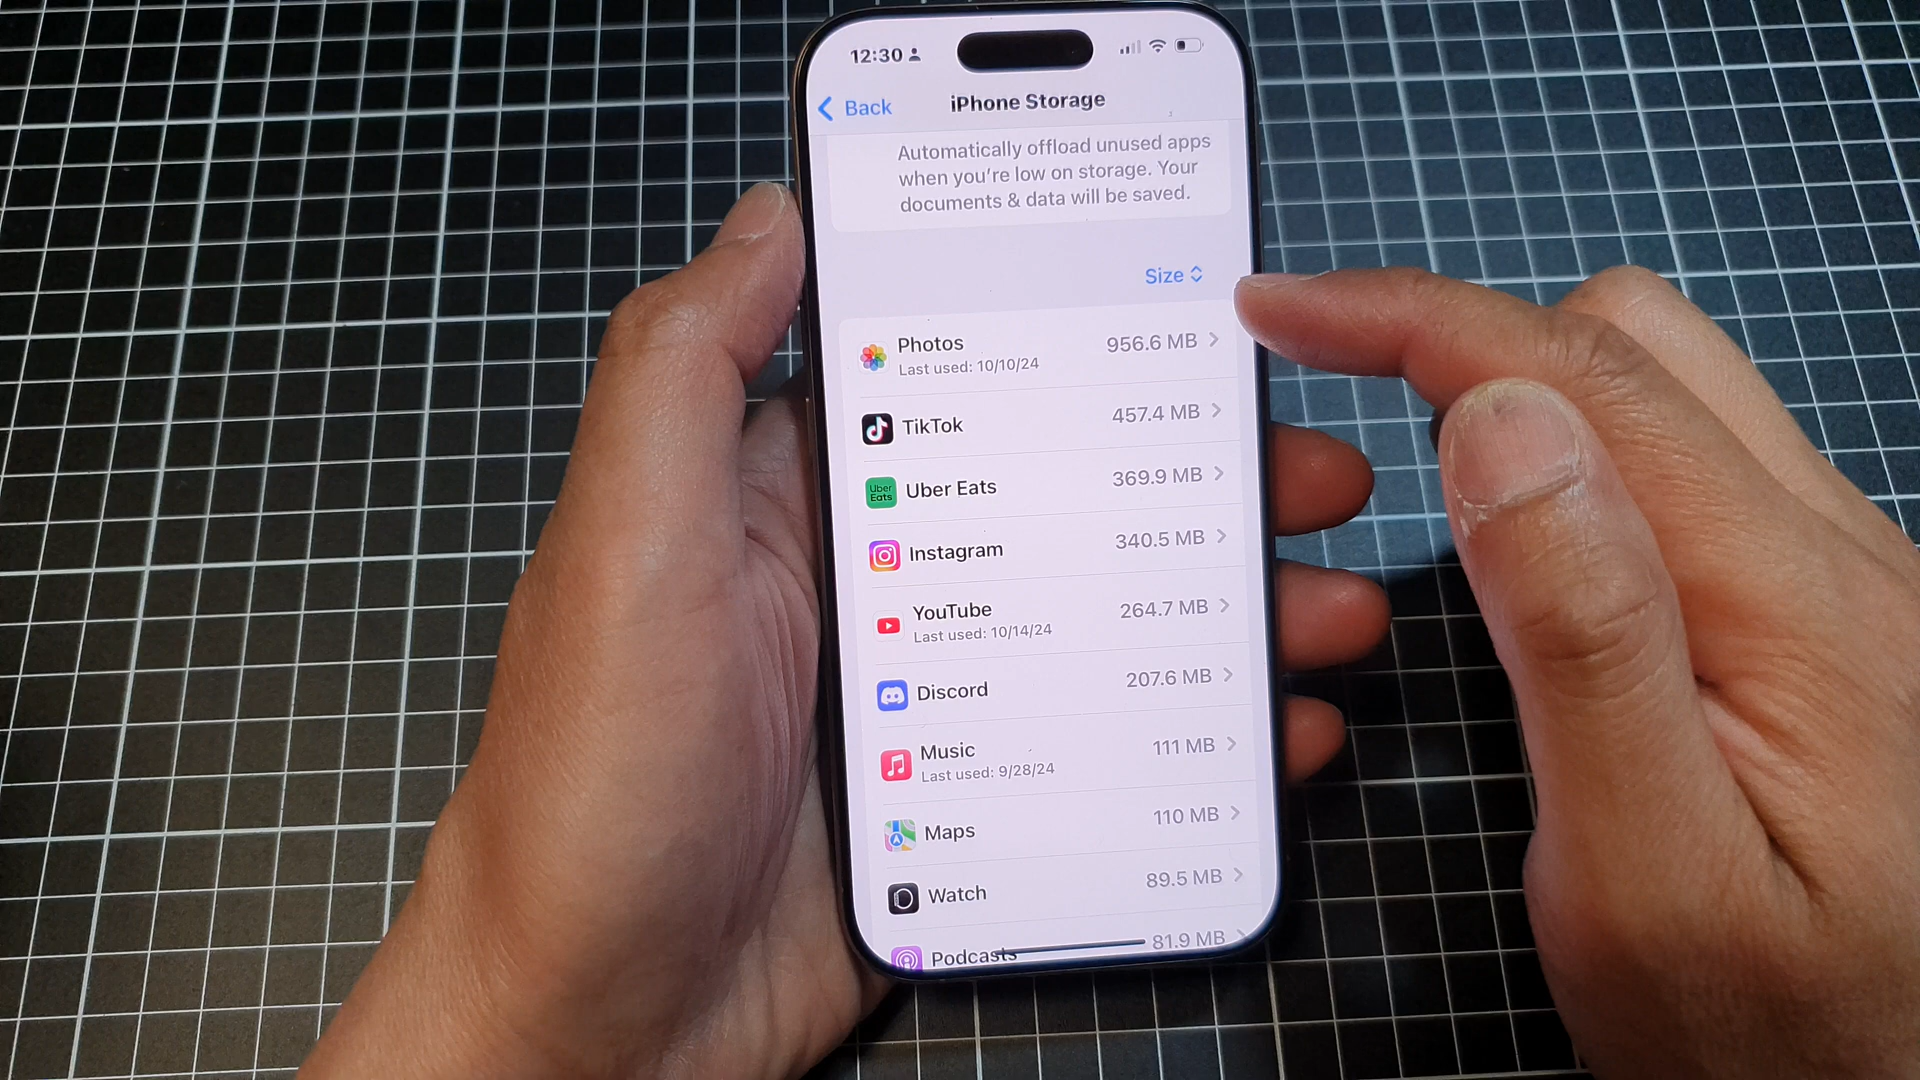 12:30
Back
iPhone Storage
Automatically offload unused apps
when you're low on storage. Your
documents & data will be saved.
Size
Photos
956.6 MB
Last used: 10/10/24
TikTok
457.4 MB
Uber Eats
Uber Eats
369.9 MB
Instagram
340.5 MB
YouTube
264.7 MB
Last used: 10/14/24
Discord
207.6 MB
Music
111 MB
Last used: 9/28/24
Maps
110 MB
Watch
89.5 MB
Podcasts
81.9 MB